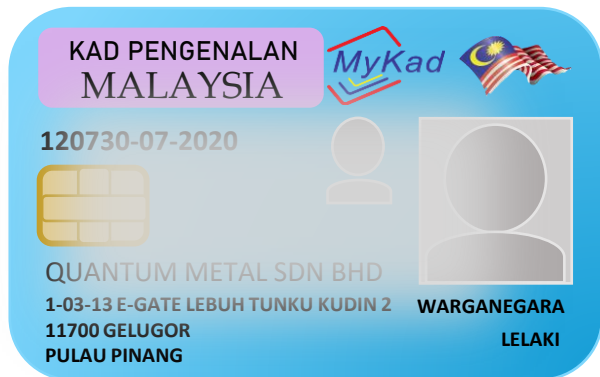 KAD PENGENALAN
MALAYSIA
MyKad
120730-07-2020
QUANTUM METAL SDN BHD
1-03-13 E-GATE LEBUH TUNKU KUDIN 2
11700 GELUGOR
PULAU PINANG
WARGANEGARA
LELAKI